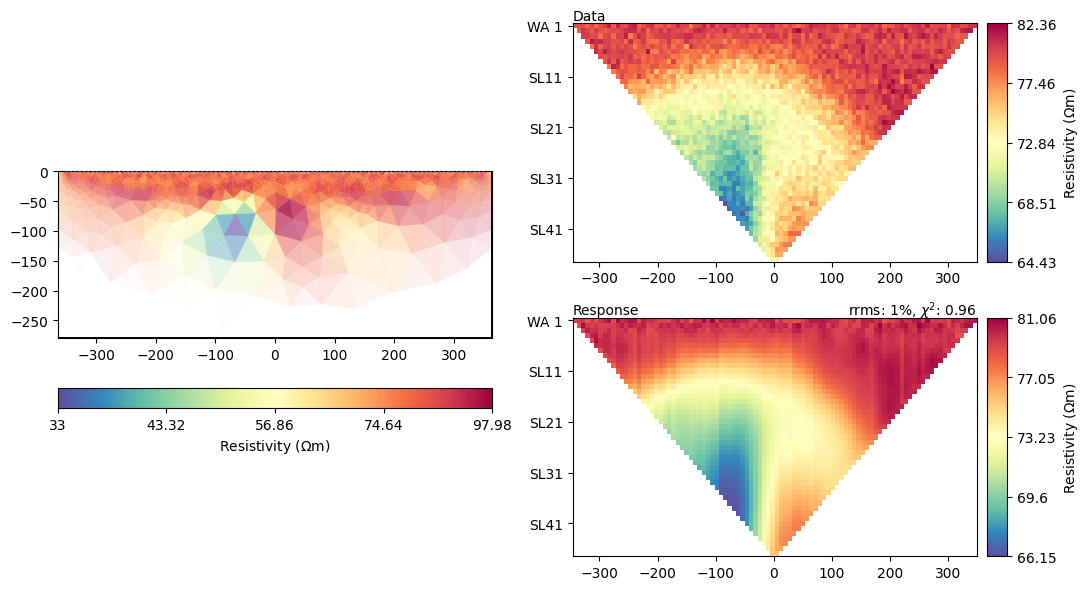 0
−50
−100
−150
−200
−250
−300 −200 −100 0 100 200 300
33 43.32 56.86 74.64 97.98
Resistivity (Ωm)
Data
WA 1
SL11
SL21
SL31
SL41
−300 −200 −100 0 100 200 300
82.36
77.46
72.84
68.51
64.43
Resistivity (Ωm)
Response rrms: 1%, χ²: 0.96
WA 1
SL11
SL21
SL31
SL41
−300 −200 −100 0 100 200 300
81.06
77.05
73.23
69.6
66.15
Resistivity (Ωm)